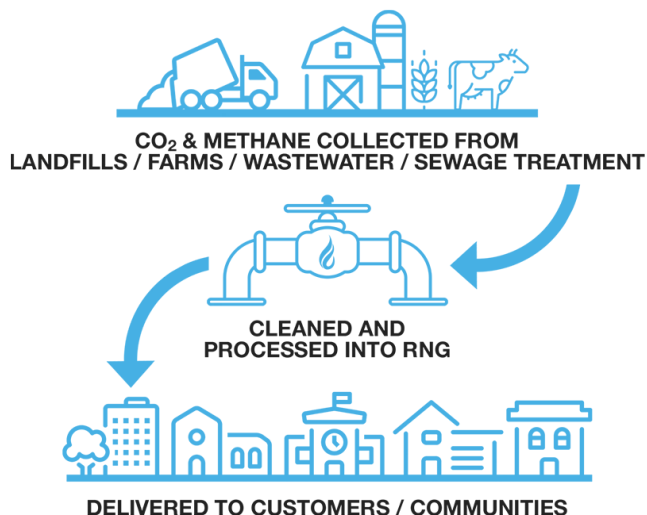 CO₂ & METHANE COLLECTED FROM
LANDFILLS / FARMS / WASTEWATER / SEWAGE TREATMENT
CLEANED AND
PROCESSED INTO RNG
DELIVERED TO CUSTOMERS / COMMUNITIES